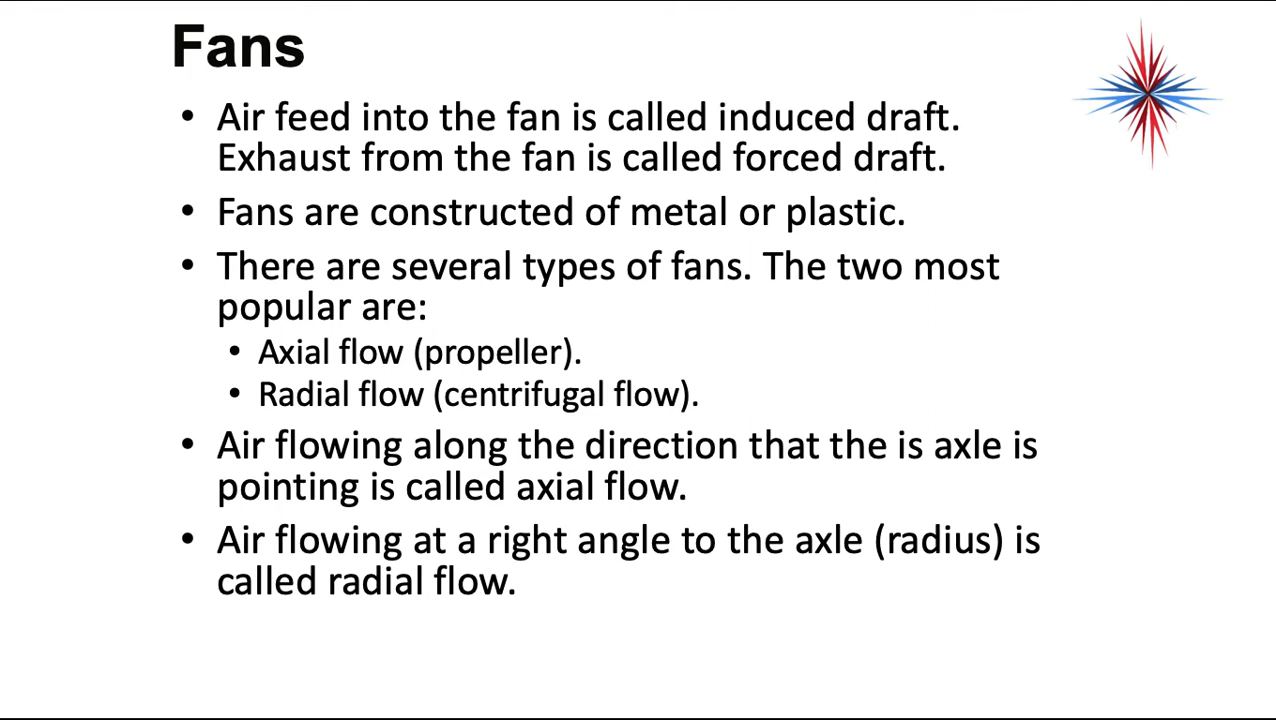 Fans
• Air feed into the fan is called induced draft.
Exhaust from the fan is called forced draft.
• Fans are constructed of metal or plastic.
• There are several types of fans. The two most
popular are:
• Axial flow (propeller).
• Radial flow (centrifugal flow).
• Air flowing along the direction that the is axle is
pointing is called axial flow.
• Air flowing at a right angle to the axle (radius) is
called radial flow.